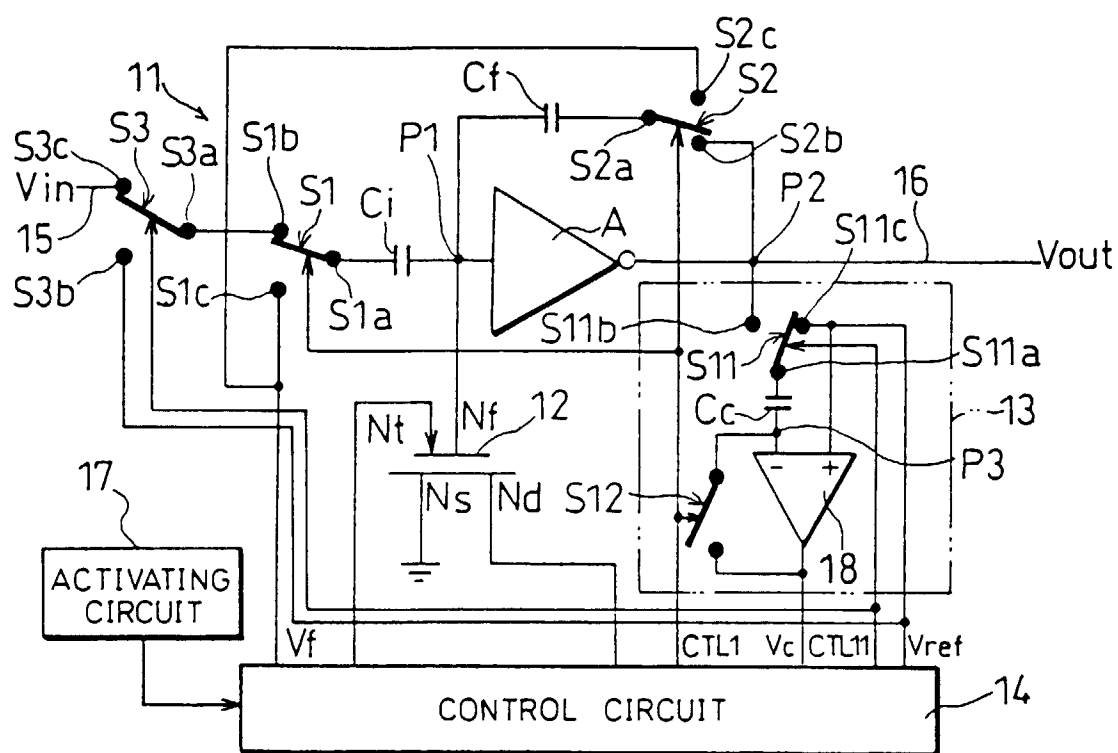 S2c
S2
11
Cf
S3
S1b
P1
S2a
S2b
S3c
S3a
S1
Ci
A
P2
16
Vin
15
S11c
Vout
S3b
S1c
S1a
S11b
S11
S11a
Cc
13
Nt
Nf
12
P3
17
Ns
Nd
S12
-
+
18
ACTIVATING
CIRCUIT
Vf
CTL1
Vc
CTL11
Vref
CONTROL CIRCUIT
14